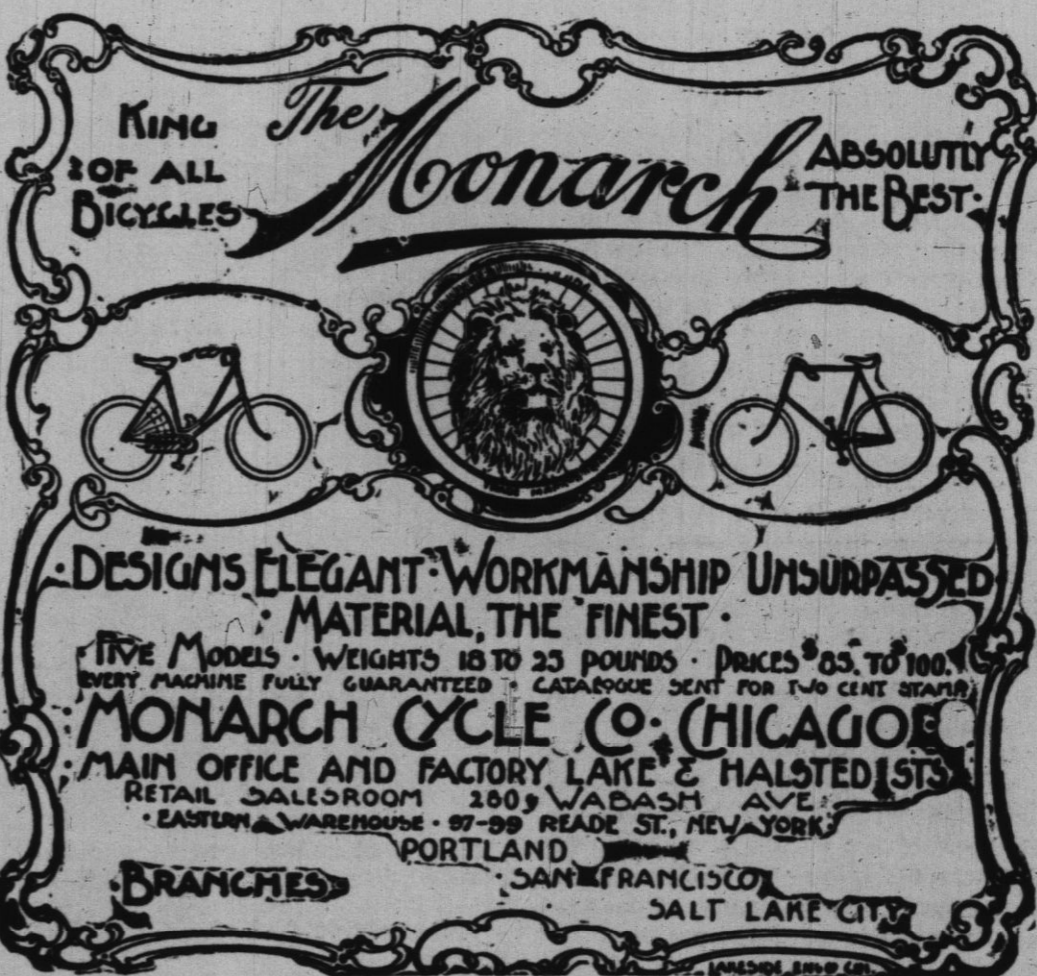 The Monarch
KING
OF ALL
BICYCLES
ABSOLUTLY
THE BEST.
· DESIGNS ELEGANT · WORKMANSHIP UNSURPASSED
· MATERIAL, THE FINEST ·
FIVE MODELS · WEIGHTS 18 TO 25 POUNDS · PRICES $85. TO $100.
EVERY MACHINE FULLY GUARANTEED · CATALOGUE SENT FOR TWO CENT STAMP.
MONARCH CYCLE CO. CHICAGO
MAIN OFFICE AND FACTORY LAKE & HALSTED STS
RETAIL SALESROOM 280, WABASH AVE
· EASTERN WAREHOUSE · 97-99 READE ST., NEW YORK
PORTLAND
BRANCHES
SAN FRANCISCO
SALT LAKE CITY
LAKESIDE